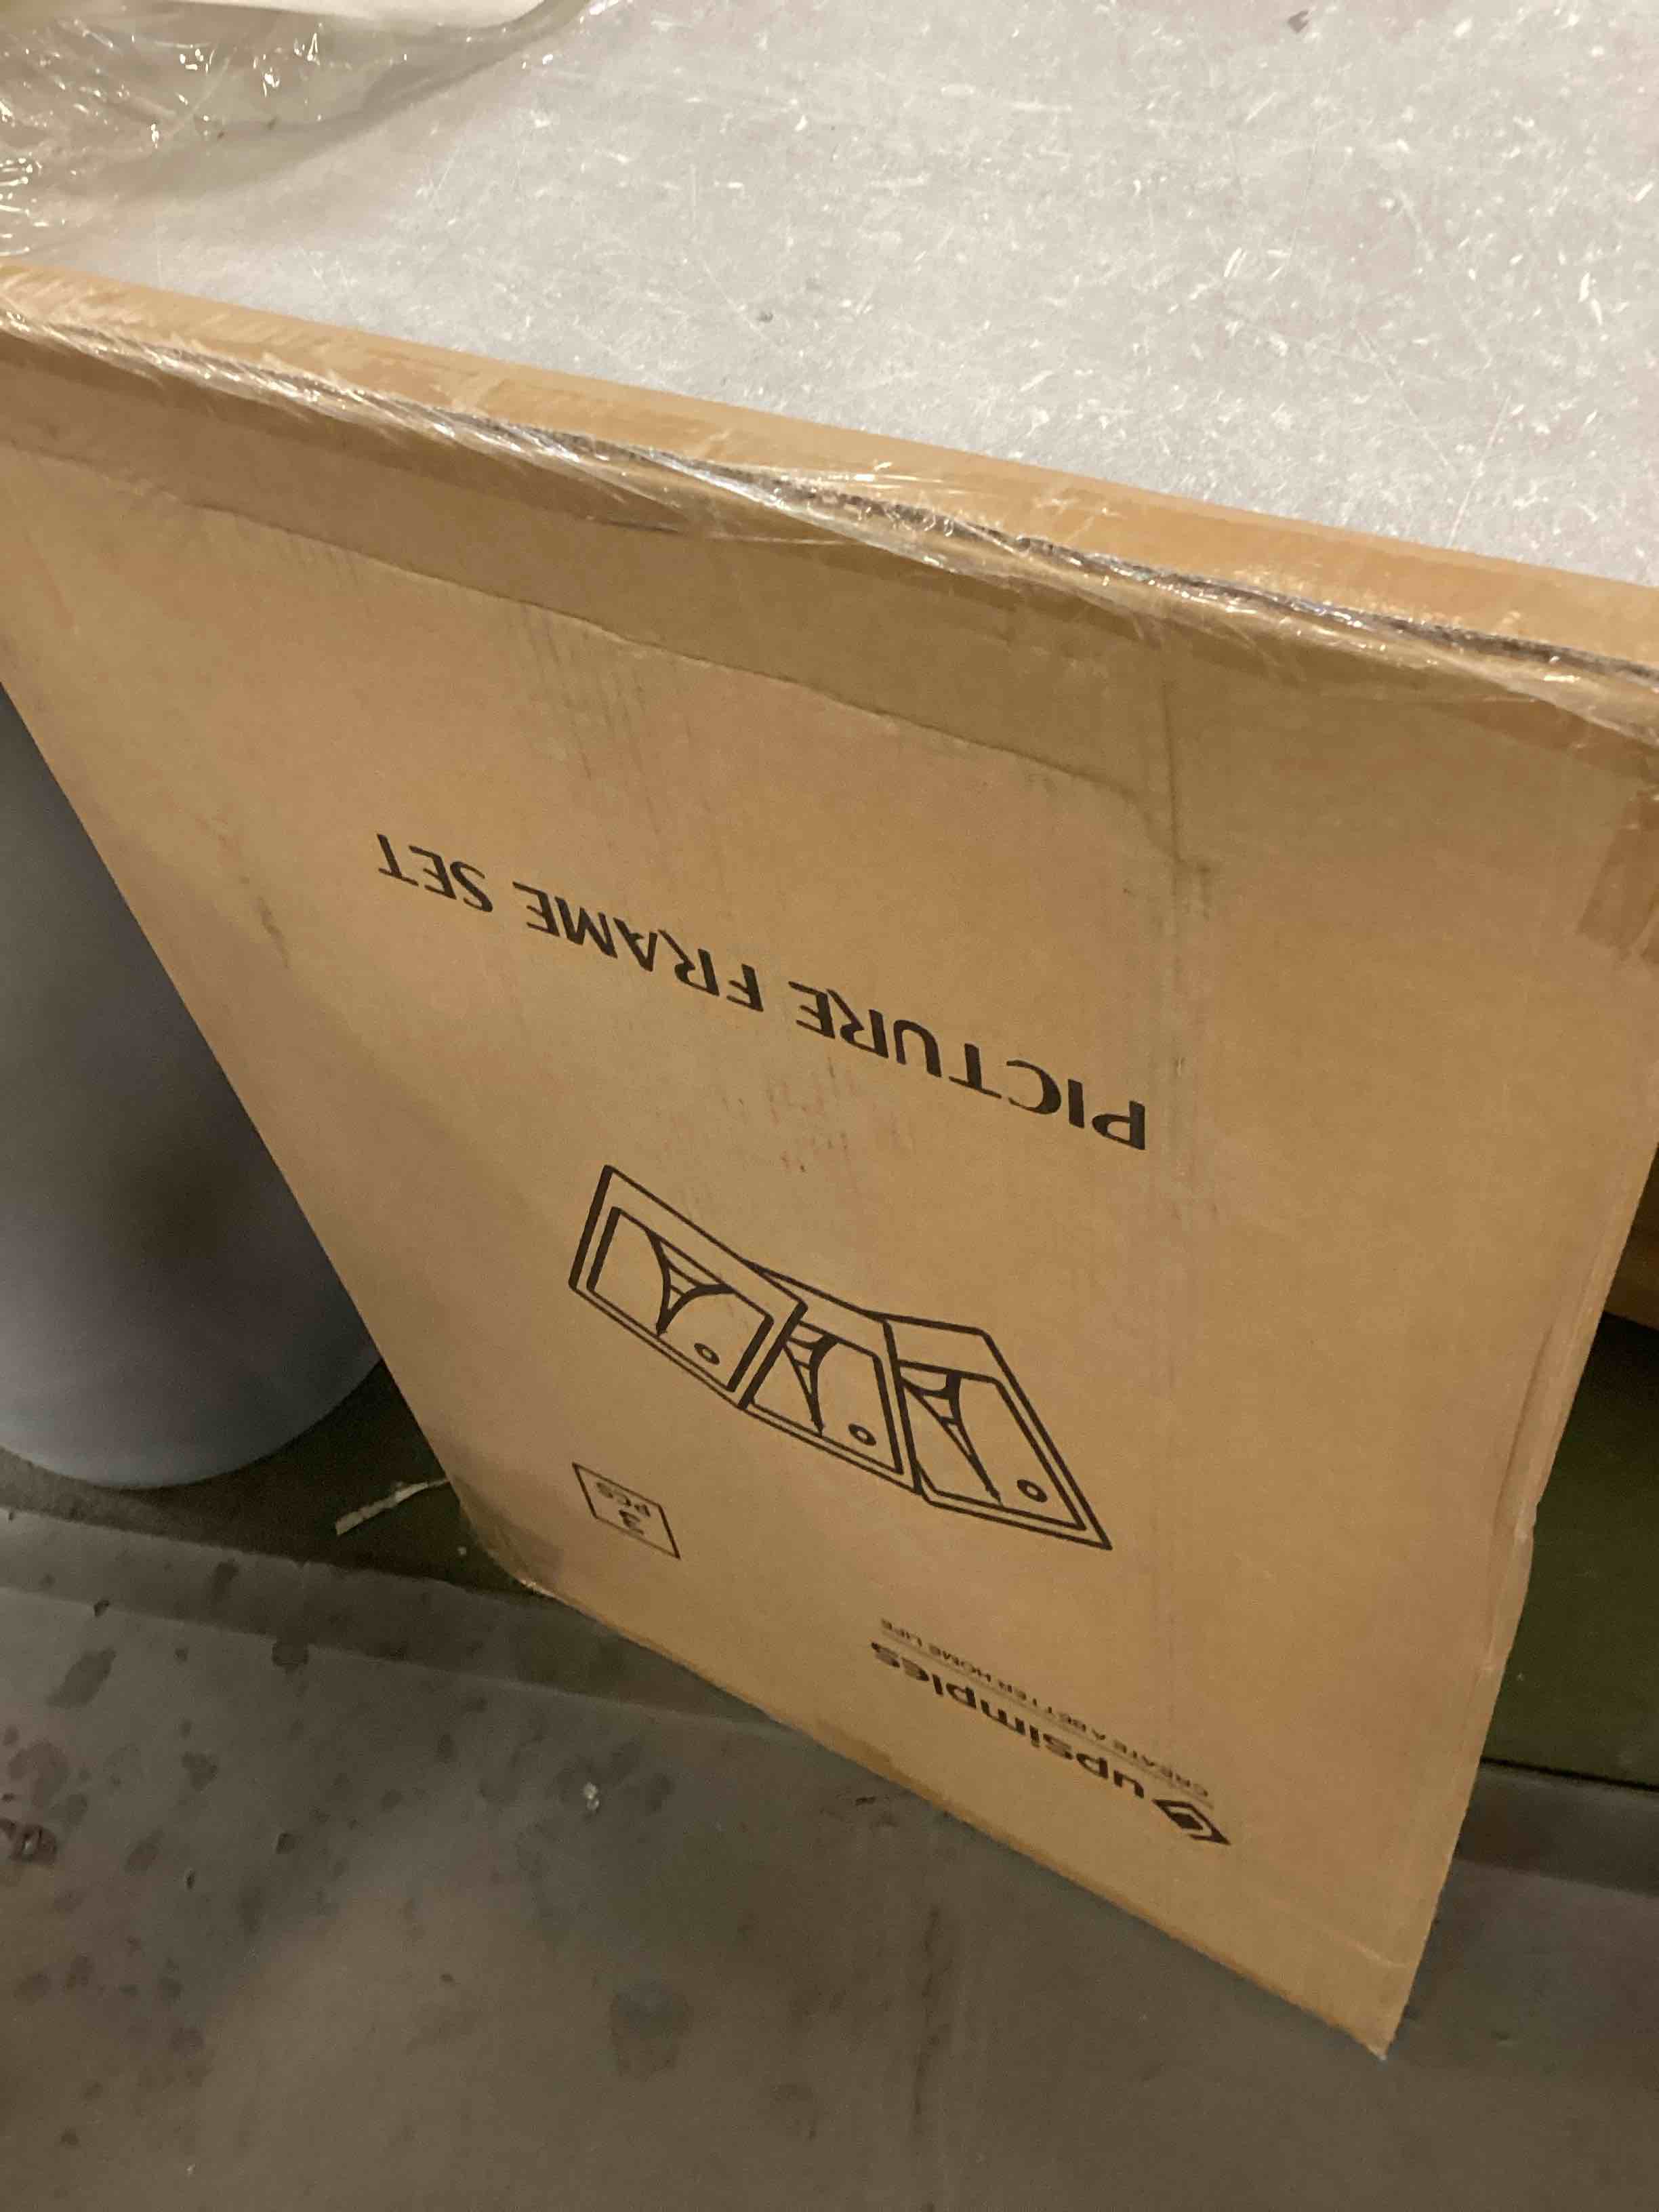 upsimples
CREATE A BETTER HOME LIFE
3
PCS
PICTURE FRAME SET